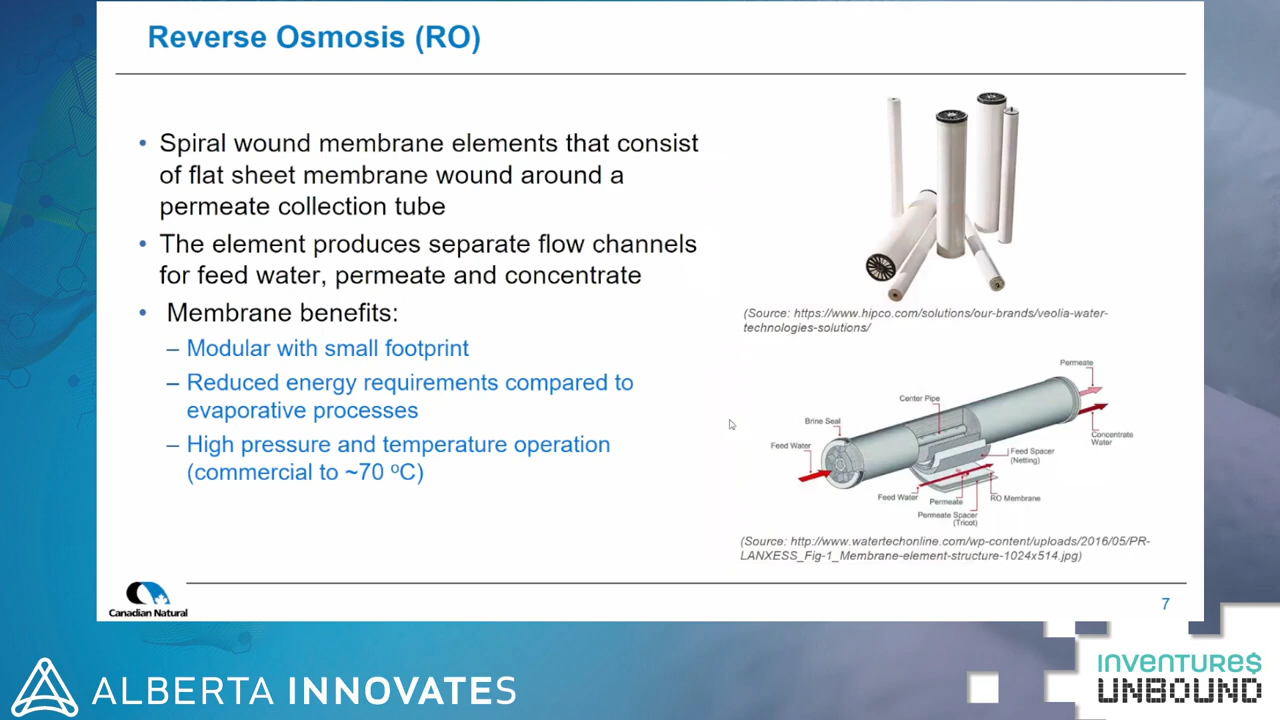 Reverse Osmosis (RO)
• Spiral wound membrane elements that consist
of flat sheet membrane wound around a
permeate collection tube
• The element produces separate flow channels
for feed water, permeate and concentrate
• Membrane benefits:
– Modular with small footprint
– Reduced energy requirements compared to
evaporative processes
– High pressure and temperature operation
(commercial to ~70 ºC)
(Source: https://www.hipco.com/solutions/our-brands/veolia-water-
technologies-solutions/
Permeate
Center Pipe
Brine Seal
Feed Water
Concentrate
Water
Feed Spacer
(Netting)
Feed Water
Permeate
RO Membrane
Permeate Spacer
(Tricot)
(Source: http://www.watertechonline.com/wp-content/uploads/2016/05/PR-
LANXESS_Fig-1_Membrane-element-structure-1024x514.jpg)
Canadian Natural
7
ALBERTA INNOVATES
INVENTURE$
UNBOUND